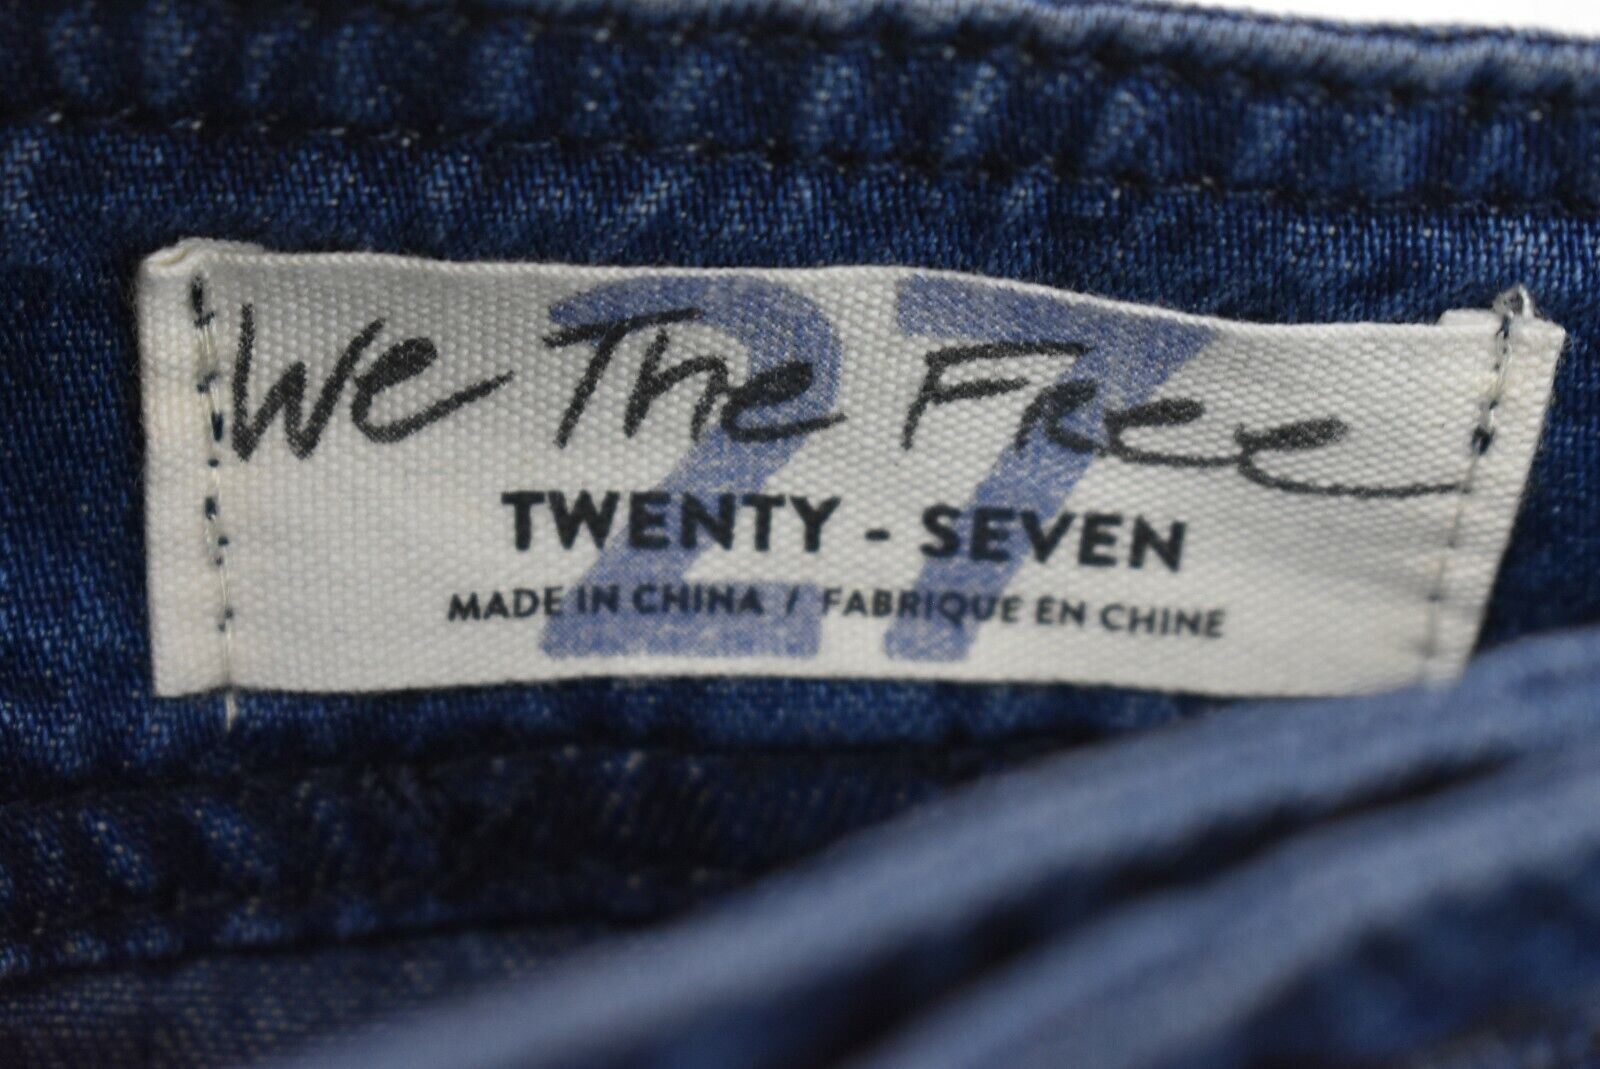 27
We The Free
TWENTY - SEVEN
MADE IN CHINA / FABRIQUE EN CHINE